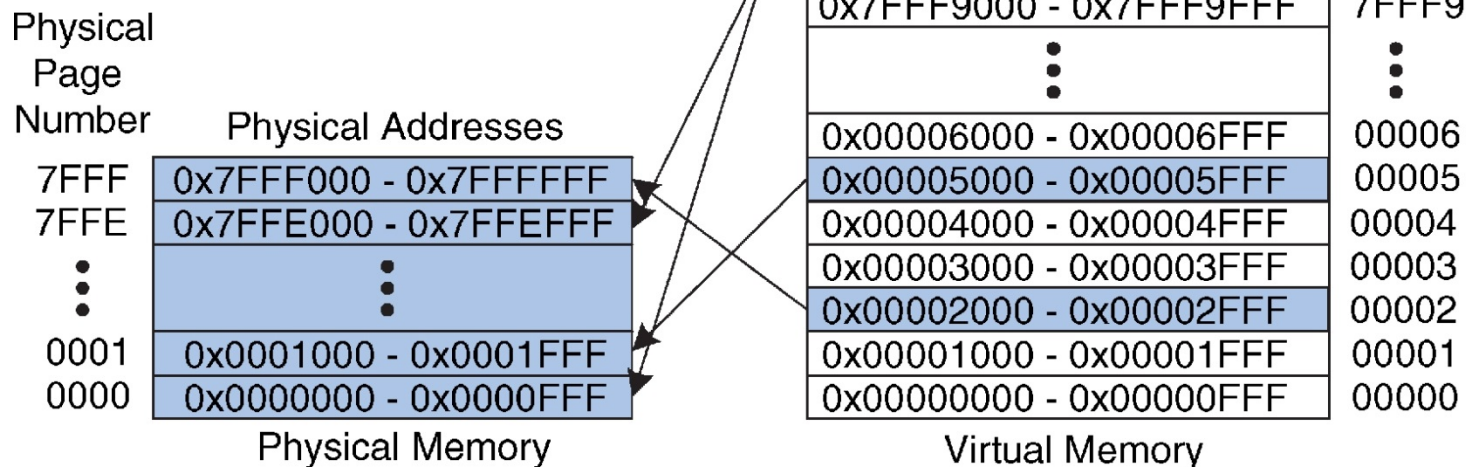 Physical
Page
Number
Physical Addresses
7FFF 0x7FFF000 - 0x7FFFFFF
7FFE 0x7FFE000 - 0x7FFEFFF
0001 0x0001000 - 0x0001FFF
0000 0x0000000 - 0x0000FFF
Physical Memory
0x7FFF9000 - 0x7FFF9FFF 7FFF9
0x00006000 - 0x00006FFF 00006
0x00005000 - 0x00005FFF 00005
0x00004000 - 0x00004FFF 00004
0x00003000 - 0x00003FFF 00003
0x00002000 - 0x00002FFF 00002
0x00001000 - 0x00001FFF 00001
0x00000000 - 0x00000FFF 00000
Virtual Memory